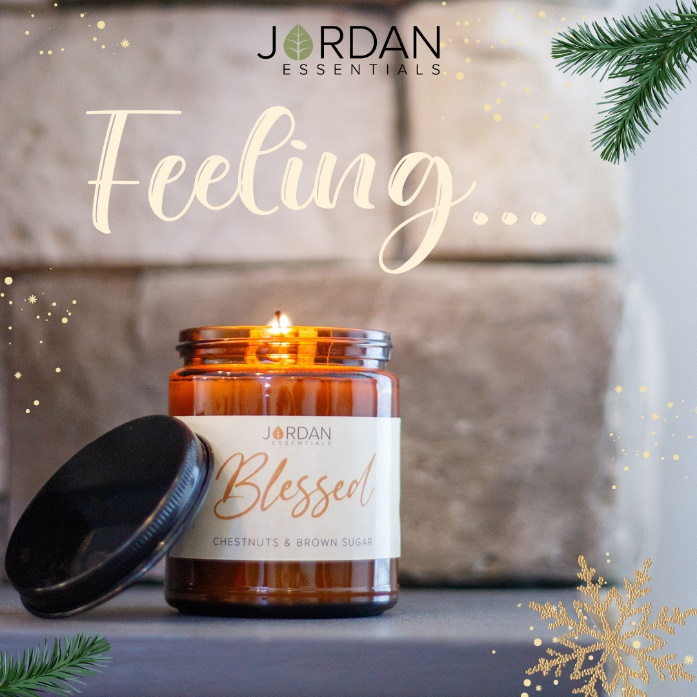 JORDAN
ESSENTIALS
Feeling...
JORDAN
ESSENTIALS
Blessed
CHESTNUTS & BROWN SUGAR